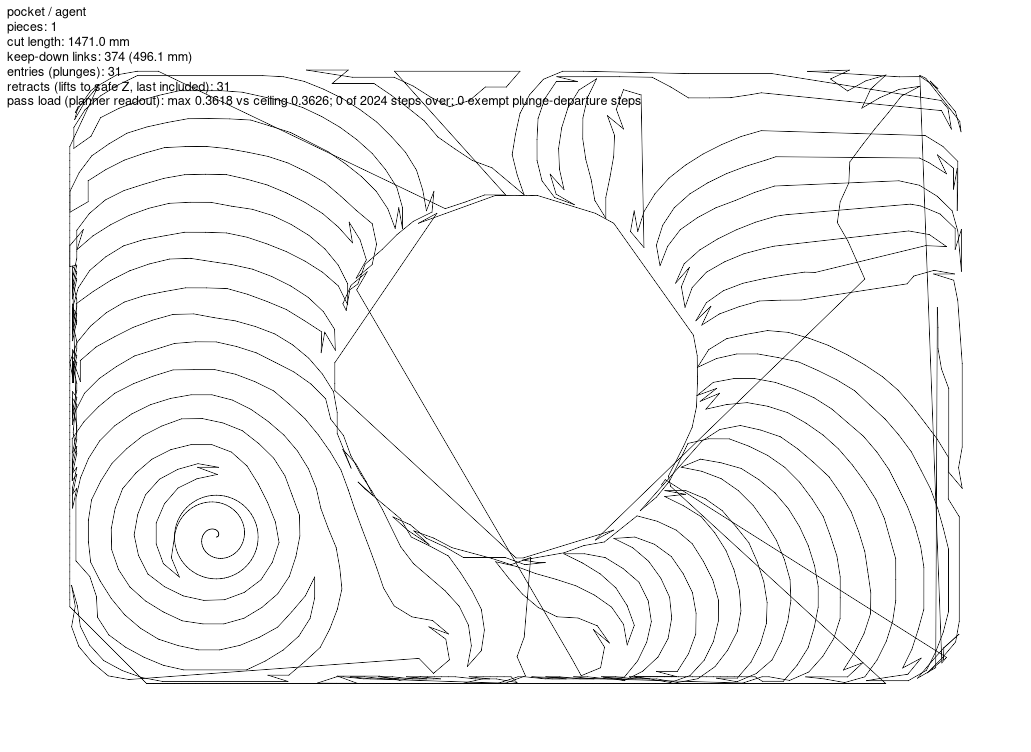 pocket / agent
pieces: 1
cut length: 1471.0 mm
keep-down links: 374 (496.1 mm)
entries (plunges): 31
retracts (lifts to safe Z, last included): 31
pass load (planner readout): max 0.3618 vs ceiling 0.3626; 0 of 2024 steps over; 0 exempt plunge-departure steps